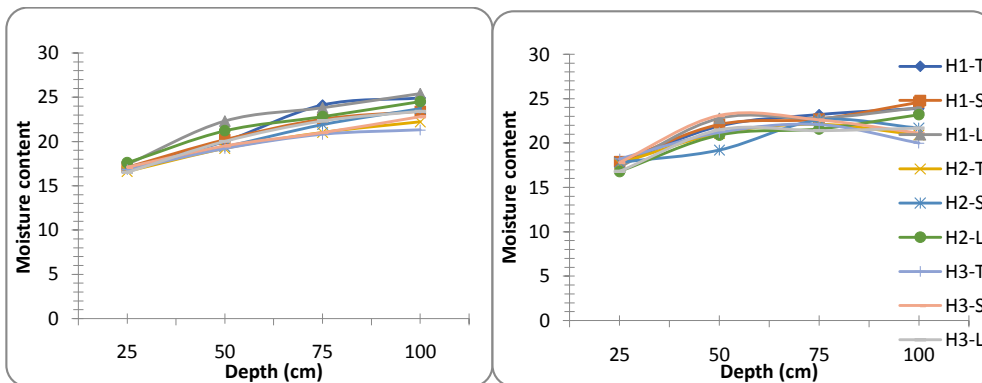 30
25
20
15
10
5
0
Moisture content
25 50 75 100
Depth (cm)
30
25
20
15
10
5
0
Moisture content
25 50 75 100
Depth (cm)
H1-T
H1-S
H1-L
H2-T
H2-S
H2-L
H3-T
H3-S
H3-L